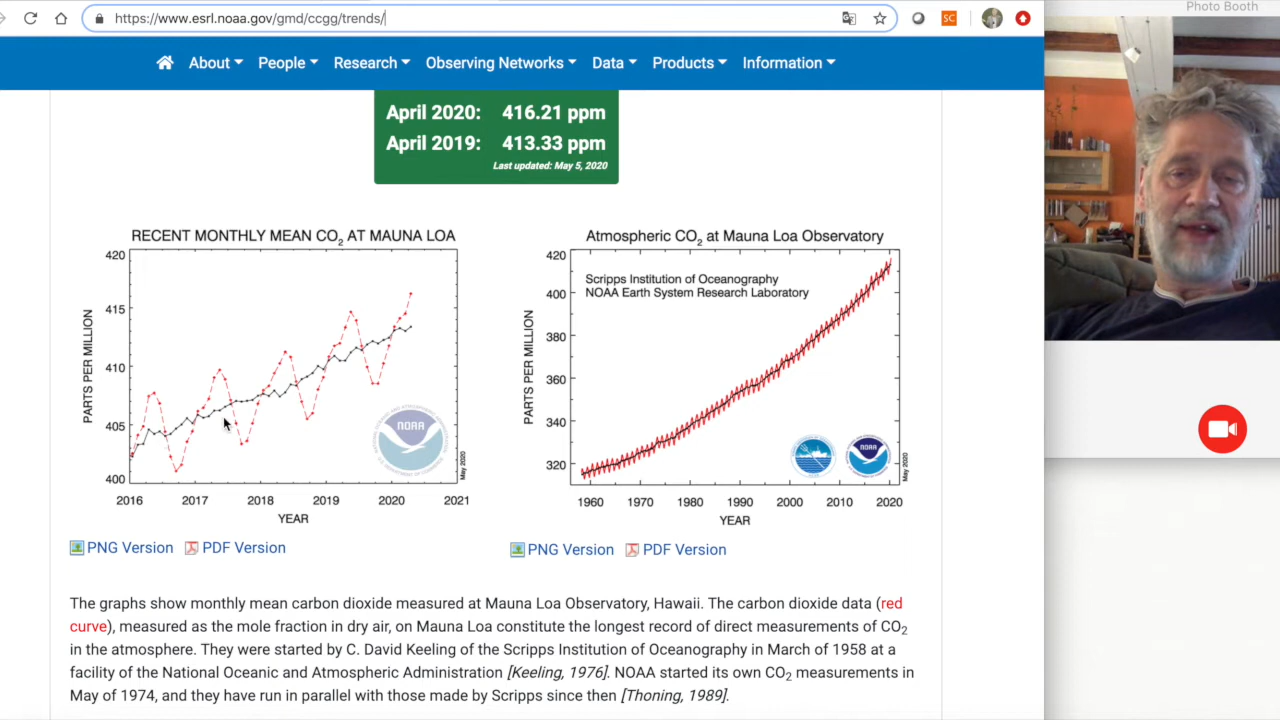 Photo Booth
https://www.esrl.noaa.gov/gmd/ccgg/trends/
SC
About People Research Observing Networks Data Products Information
April 2020: 416.21 ppm
April 2019: 413.33 ppm
Last updated: May 5, 2020
RECENT MONTHLY MEAN CO2 AT MAUNA LOA
420
415
410
405
400
PARTS PER MILLION
2016 2017 2018 2019 2020 2021
YEAR
NOAA
May 2020
PNG Version PDF Version
Atmospheric CO2 at Mauna Loa Observatory
Scripps Institution of Oceanography
NOAA Earth System Research Laboratory
420
400
380
360
340
320
PARTS PER MILLION
1960 1970 1980 1990 2000 2010 2020
YEAR
NOAA
May 2020
PNG Version PDF Version
The graphs show monthly mean carbon dioxide measured at Mauna Loa Observatory, Hawaii. The carbon dioxide data (red
curve), measured as the mole fraction in dry air, on Mauna Loa constitute the longest record of direct measurements of CO2
in the atmosphere. They were started by C. David Keeling of the Scripps Institution of Oceanography in March of 1958 at a
facility of the National Oceanic and Atmospheric Administration [Keeling, 1976]. NOAA started its own CO2 measurements in
May of 1974, and they have run in parallel with those made by Scripps since then [Thoning, 1989].